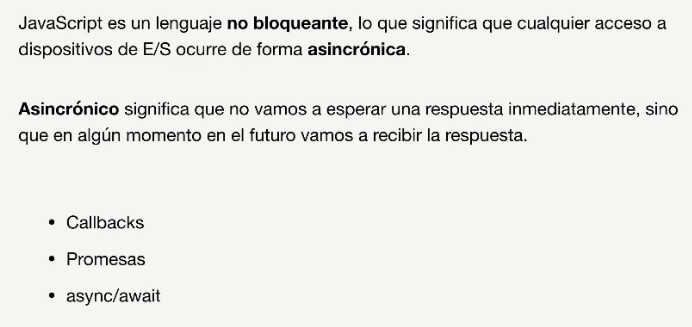 JavaScript es un lenguaje no bloqueante, lo que significa que cualquier acceso a
dispositivos de E/S ocurre de forma asincrónica.
Asincrónico significa que no vamos a esperar una respuesta inmediatamente, sino
que en algún momento en el futuro vamos a recibir la respuesta.
• Callbacks
• Promesas
• async/await